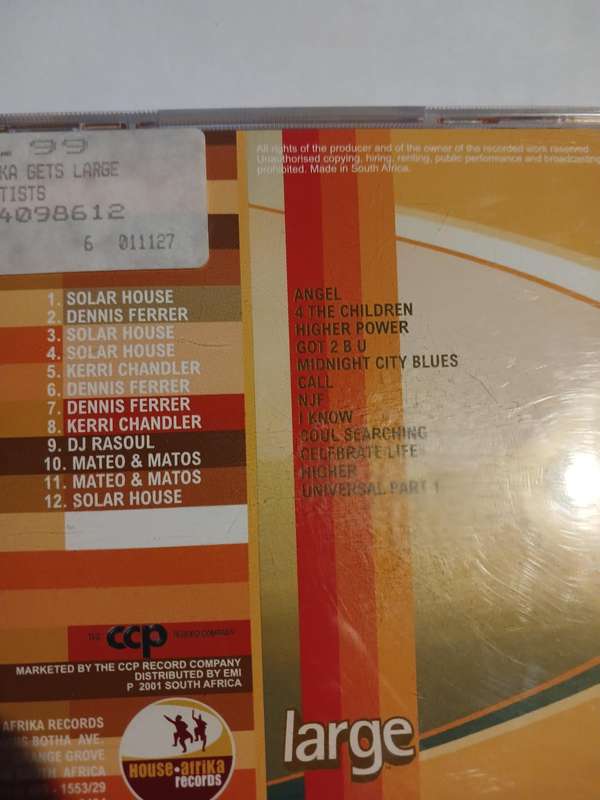 99
KA GETS LARGE
TISTS
4098612
6 011127
All rights of the producer and of the owner of the recorded work reserved.
Unauthorised copying, hiring, renting, public performance and broadcasting
prohibited. Made in South Africa.
1. SOLAR HOUSE ANGEL
2. DENNIS FERRER 4 THE CHILDREN
3. SOLAR HOUSE HIGHER POWER
4. SOLAR HOUSE GOT 2 B U
5. KERRI CHANDLER MIDNIGHT CITY BLUES
6. DENNIS FERRER CALL
7. DENNIS FERRER NJF
8. KERRI CHANDLER I KNOW
9. DJ RASOUL SOUL SEARCHING
10. MATEO & MATOS CELEBRATE LIFE
11. MATEO & MATOS HIGHER
12. SOLAR HOUSE UNIVERSAL PART 1
THE ccp RECORD COMPANY
MARKETED BY THE CCP RECORD COMPANY
DISTRIBUTED BY EMI
P 2001 SOUTH AFRICA
AFRIKA RECORDS
BOTHA AVE.
GROVE
AFRICA
- 1553/29
House•afrika
records
large